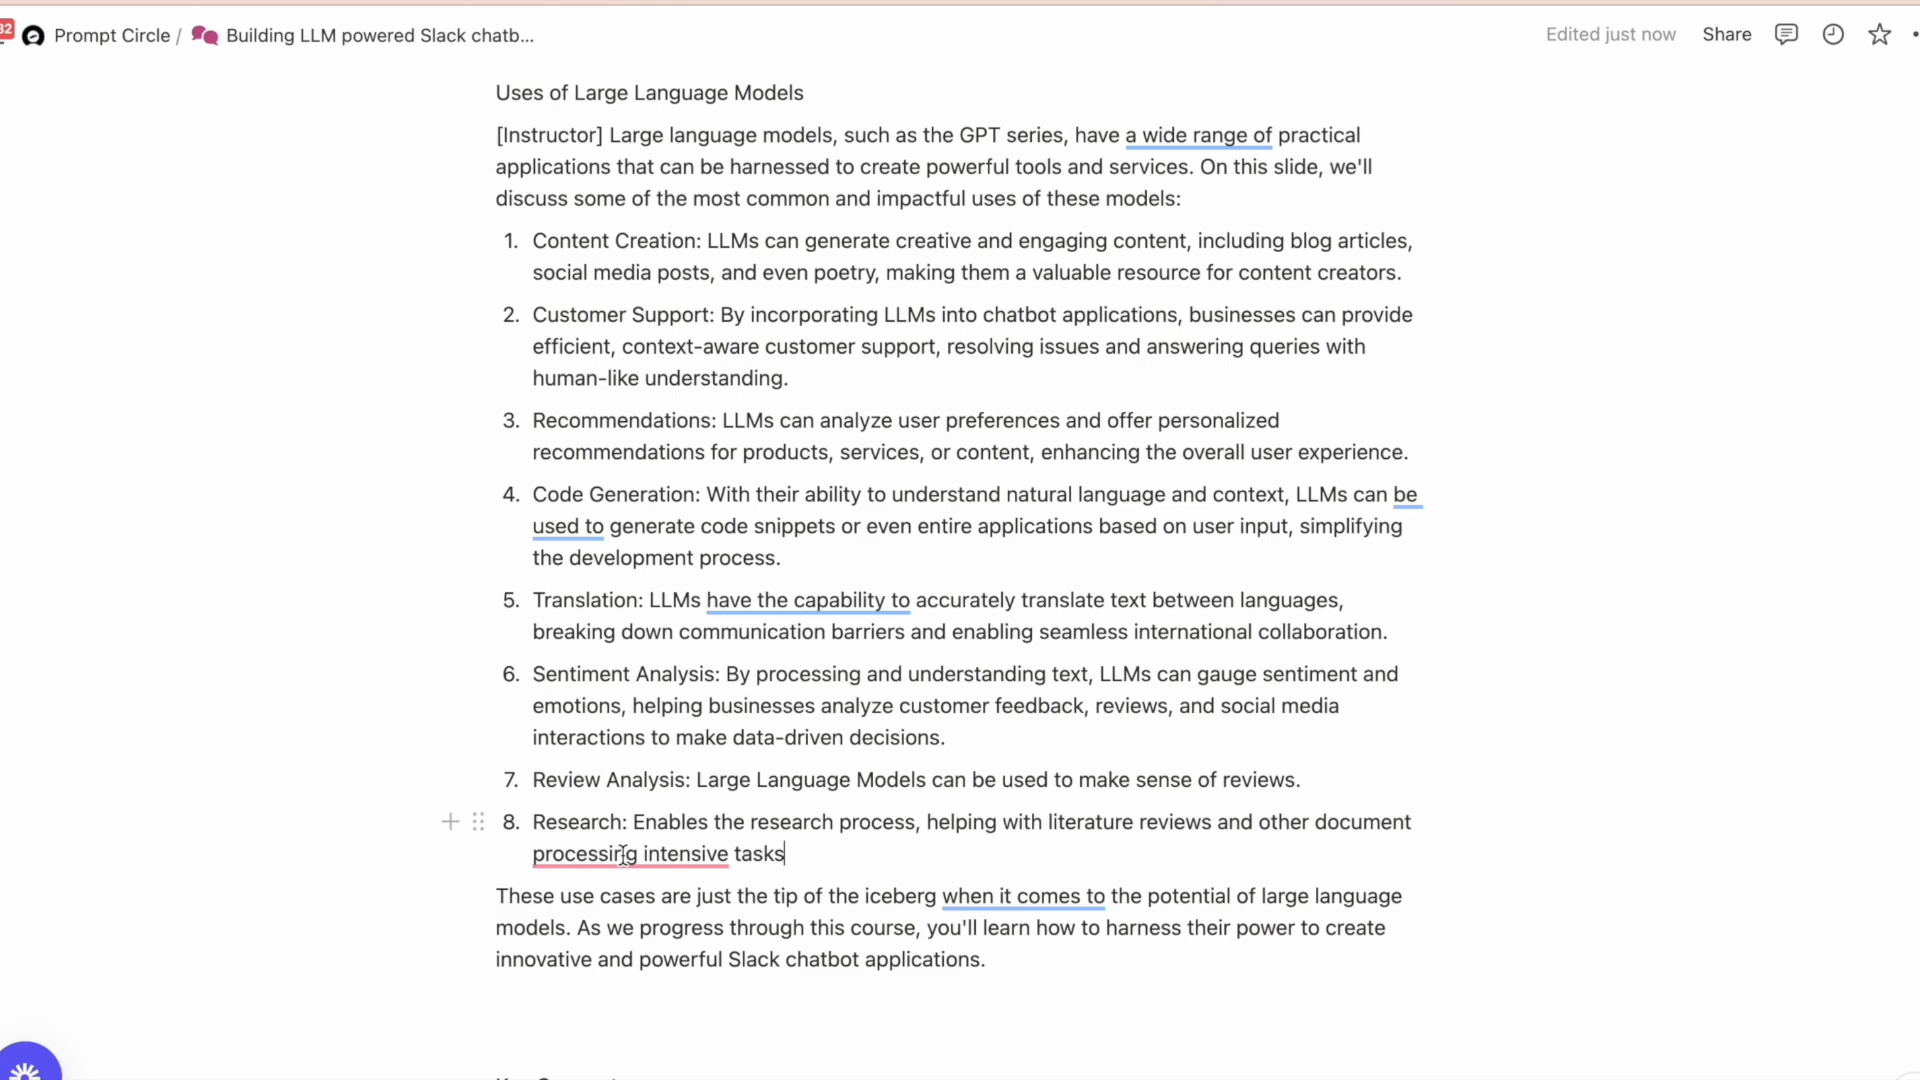 32
Prompt Circle / Building LLM powered Slack chatb...
Edited just now Share
Uses of Large Language Models
[Instructor] Large language models, such as the GPT series, have a wide range of practical
applications that can be harnessed to create powerful tools and services. On this slide, we'll
discuss some of the most common and impactful uses of these models:
1. Content Creation: LLMs can generate creative and engaging content, including blog articles,
social media posts, and even poetry, making them a valuable resource for content creators.
2. Customer Support: By incorporating LLMs into chatbot applications, businesses can provide
efficient, context-aware customer support, resolving issues and answering queries with
human-like understanding.
3. Recommendations: LLMs can analyze user preferences and offer personalized
recommendations for products, services, or content, enhancing the overall user experience.
4. Code Generation: With their ability to understand natural language and context, LLMs can be
used to generate code snippets or even entire applications based on user input, simplifying
the development process.
5. Translation: LLMs have the capability to accurately translate text between languages,
breaking down communication barriers and enabling seamless international collaboration.
6. Sentiment Analysis: By processing and understanding text, LLMs can gauge sentiment and
emotions, helping businesses analyze customer feedback, reviews, and social media
interactions to make data-driven decisions.
7. Review Analysis: Large Language Models can be used to make sense of reviews.
8. Research: Enables the research process, helping with literature reviews and other document
processing intensive tasks
These use cases are just the tip of the iceberg when it comes to the potential of large language
models. As we progress through this course, you'll learn how to harness their power to create
innovative and powerful Slack chatbot applications.